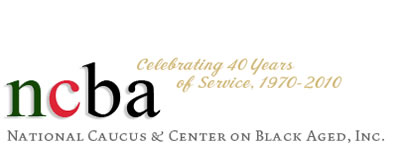 Celebrating 40 Years
of Service, 1970-2010
ncba
National Caucus & Center on Black Aged, Inc.